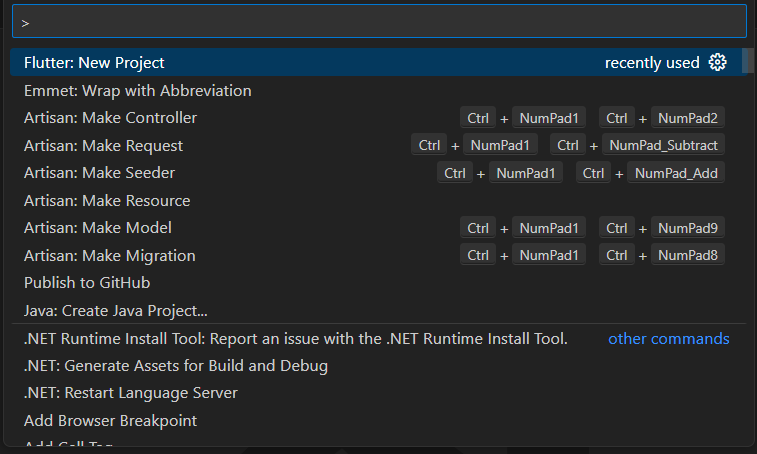 >
Flutter: New Project recently used
Emmet: Wrap with Abbreviation
Artisan: Make Controller Ctrl + NumPad1 Ctrl + NumPad2
Artisan: Make Request Ctrl + NumPad1 Ctrl + NumPad_Subtract
Artisan: Make Seeder Ctrl + NumPad1 Ctrl + NumPad_Add
Artisan: Make Resource
Artisan: Make Model Ctrl + NumPad1 Ctrl + NumPad9
Artisan: Make Migration Ctrl + NumPad1 Ctrl + NumPad8
Publish to GitHub
Java: Create Java Project...
.NET Runtime Install Tool: Report an issue with the .NET Runtime Install Tool. other commands
.NET: Generate Assets for Build and Debug
.NET: Restart Language Server
Add Browser Breakpoint
Add Cell Tag